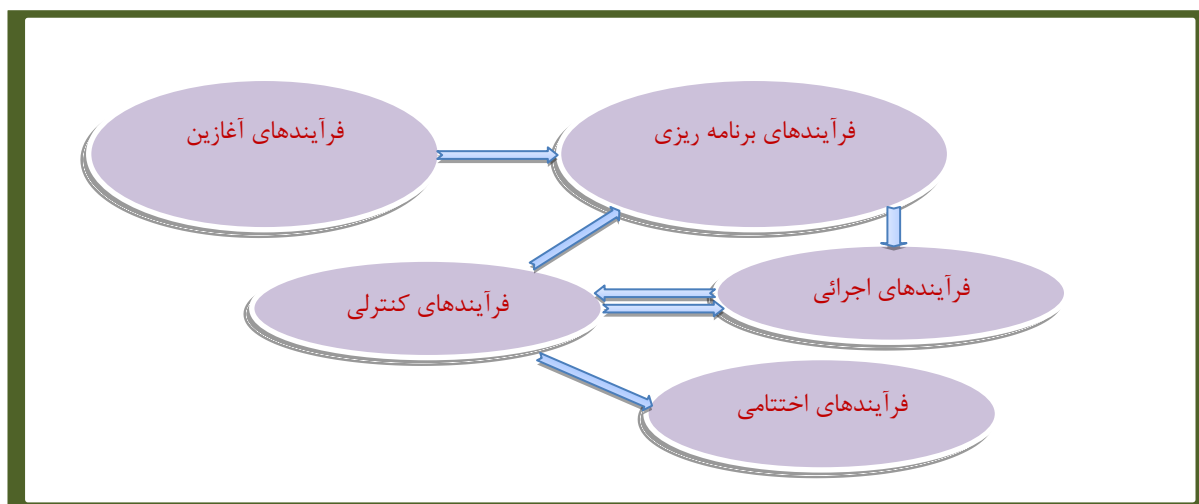 فرآیندهای آغازین
فرآیندهای برنامه ریزی
فرآیندهای اجرائی
فرآیندهای کنترلی
فرآیندهای اختتامی